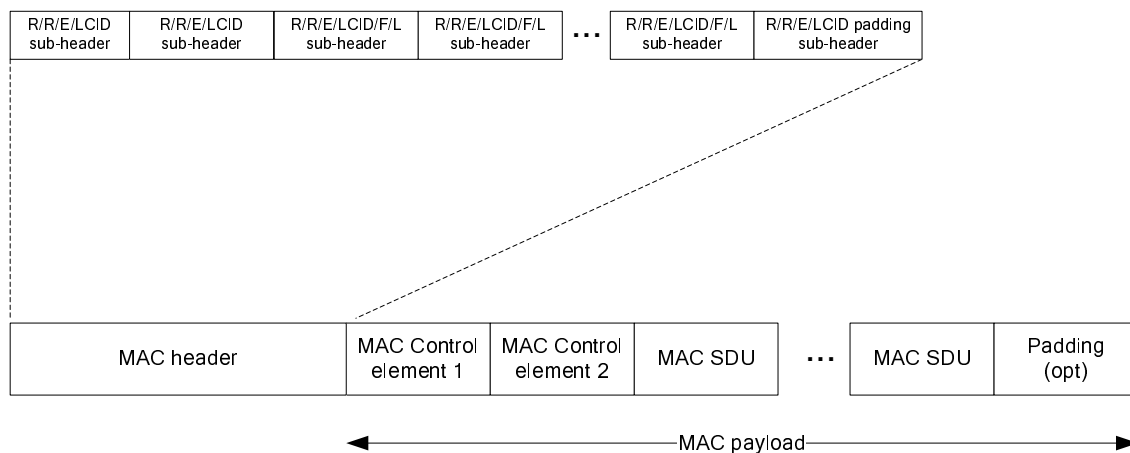 R/R/E/LCID
sub-header
R/R/E/LCID
sub-header
R/R/E/LCID/F/L
sub-header
R/R/E/LCID/F/L
sub-header
...
R/R/E/LCID/F/L
sub-header
R/R/E/LCID padding
sub-header
MAC header
MAC Control
element 1
MAC Control
element 2
MAC SDU
...
MAC SDU
Padding
(opt)
MAC payload